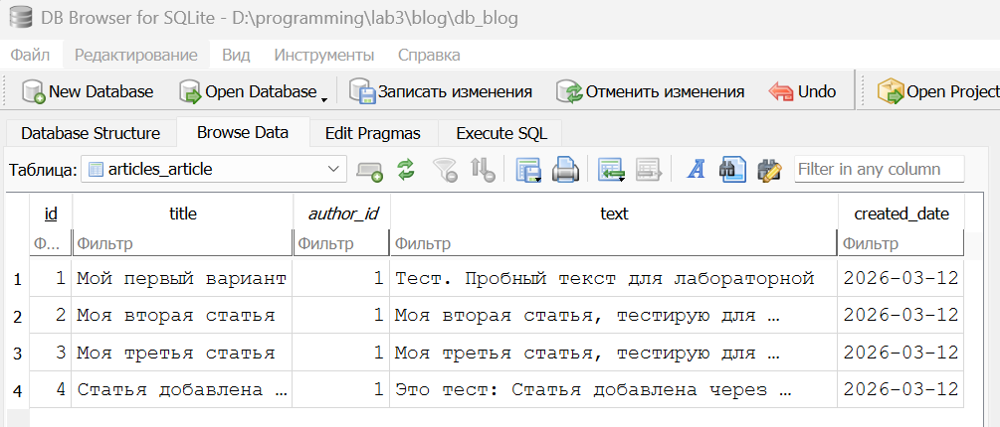 DB Browser for SQLite - D:\programming\lab3\blog\db_blog
Файл Редактирование Вид Инструменты Справка
New Database Open Database Записать изменения Отменить изменения Undo Open Project
Database Structure Browse Data Edit Pragmas Execute SQL
Таблица: articles_article Filter in any column
id title author_id text created_date
Ф... Фильтр Фильтр Фильтр Фильтр
1 1 Мой первый вариант 1 Тест. Пробный текст для лабораторной 2026-03-12
2 2 Моя вторая статья 1 Моя вторая статья, тестирую для … 2026-03-12
3 3 Моя третья статья 1 Моя третья статья, тестирую для … 2026-03-12
4 4 Статья добавлена … 1 Это тест: Статья добавлена через … 2026-03-12